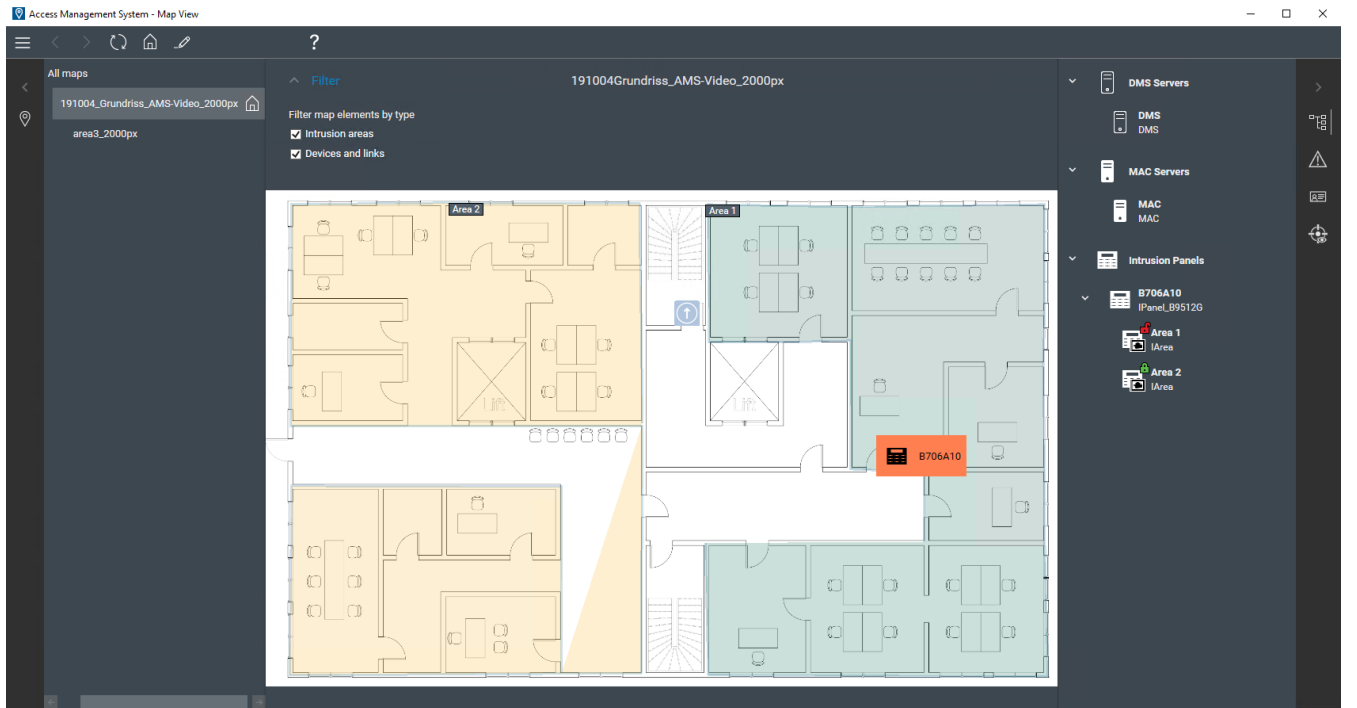 Access Management System - Map View
?
All maps
191004_Grundriss_AMS-Video_2000px
area3_2000px
Filter
191004Grundriss_AMS-Video_2000px
Filter map elements by type
Intrusion areas
Devices and links
Area 2
Area 1
Lift
Lift
B706A10
DMS Servers
DMS
DMS
MAC Servers
MAC
MAC
Intrusion Panels
B706A10
IPanel_B9512G
Area 1
IArea
Area 2
IArea